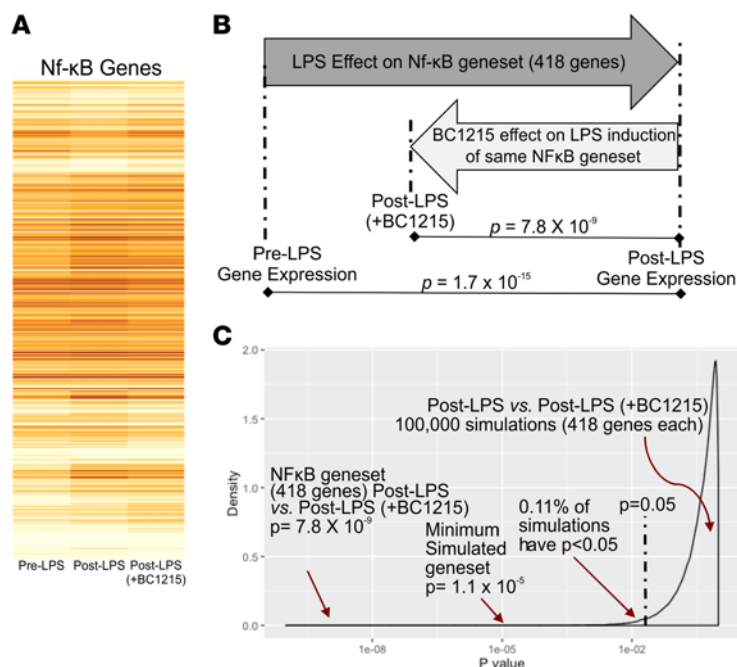 A
Nf-κB Genes
Pre-LPS
Post-LPS
Post-LPS
(+BC1215)
B
LPS Effect on Nf-κB geneset (418 genes)
BC1215 effect on LPS induction
of same NFκB geneset
Post-LPS
(+BC1215)
p = 7.8 X 10⁻⁹
Pre-LPS
Gene Expression
Post-LPS
Gene Expression
p = 1.7 x 10⁻¹⁵
C
2.0
1.5
1.0
0.5
0.0
Density
Post-LPS vs. Post-LPS (+BC1215)
100,000 simulations (418 genes each)
NFκB geneset
(418 genes) Post-LPS
vs. Post-LPS (+BC1215)
p= 7.8 X 10⁻⁹
Minimum
Simulated
geneset
p= 1.1 x 10⁻⁵
0.11% of
simulations
have p<0.05
p=0.05
1e-08
1e-05
1e-02
P value